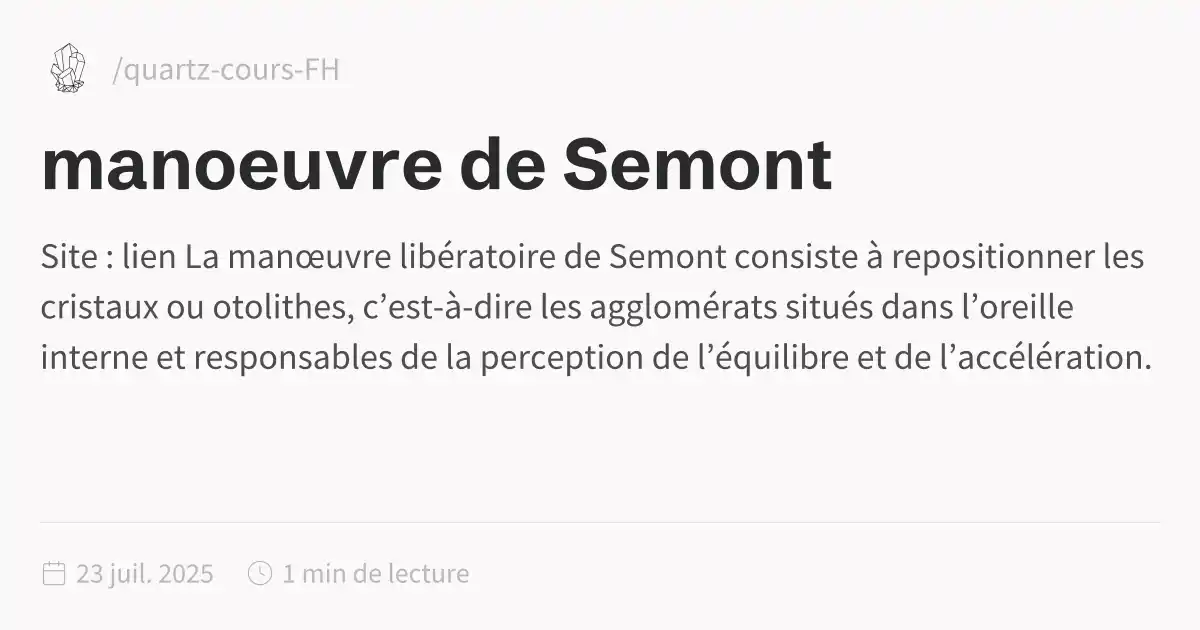 /quartz-cours-FH
manoeuvre de Semont
Site : lien La manœuvre libératoire de Semont consiste à repositionner les
cristaux ou otolithes, c’est-à-dire les agglomérats situés dans l’oreille
interne et responsables de la perception de l’équilibre et de l’accélération.
23 juil. 2025 1 min de lecture